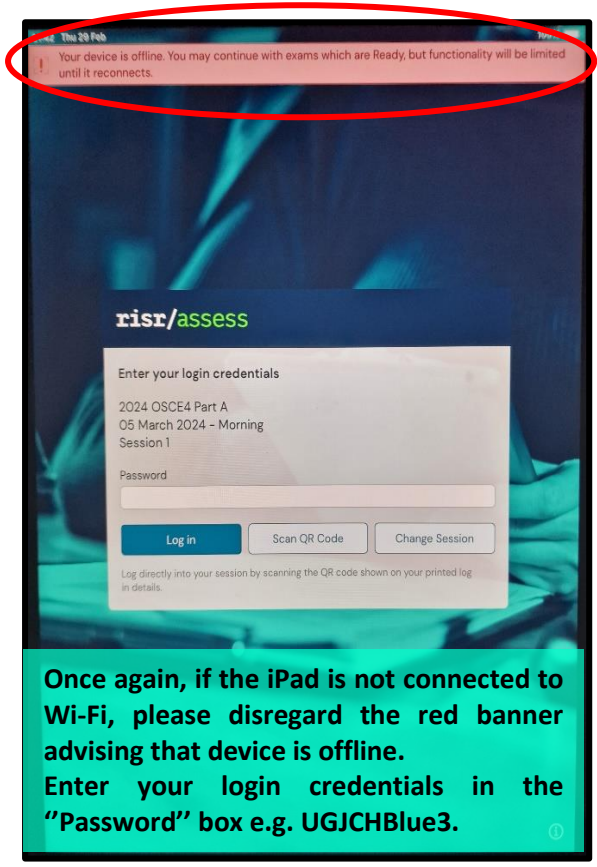 Thu 29 Feb
Your device is offline. You may continue with exams which are Ready, but functionality will be limited
until it reconnects.
risr/assess
Enter your login credentials
2024 OSCE4 Part A
05 March 2024 - Morning
Session 1
Password
Log in
Scan QR Code
Change Session
Log directly into your session by scanning the QR code shown on your printed log
in details.
Once again, if the iPad is not connected to
Wi-Fi, please disregard the red banner
advising that device is offline.
Enter your login credentials in the
‘’Password’’ box e.g. UGJCHBlue3.